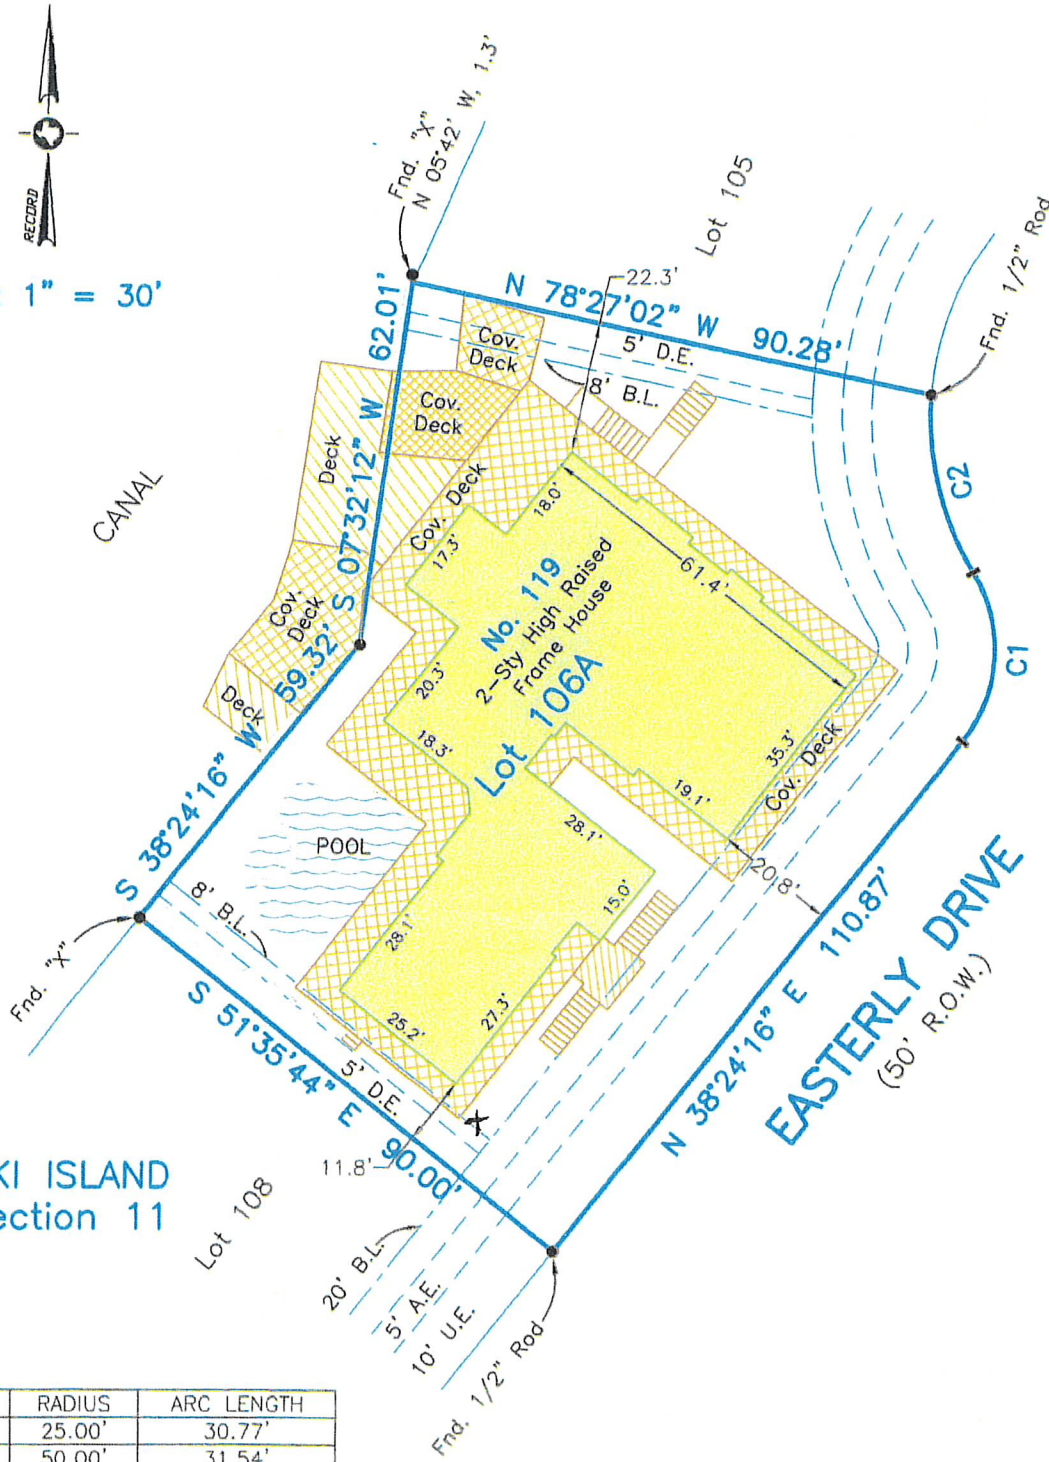 RECORD
1" = 30'
Fnd. "X"
N 05°42' W, 1.3'
Lot 105
Fnd. 1/2" Rod
22.3'
N 78°27'02" W 90.28'
5' D.E.
8' B.L.
62.01'
S 07°32'12" W
Cov.
Deck
Cov.
Deck
Deck
Cov. Deck
CANAL
Cov.
Deck
Deck
59.32'
S 38°24'16" W
17.3'
18.0'
No. 119
2-Sty High Raised
Frame House
Lot 106A
61.4'
20.3'
18.3'
35.3'
Cov. Deck
19.1'
28.1'
15.0'
20.8'
C2
C1
POOL
8' B.L.
28.1'
25.2'
27.3'
Fnd. "X"
S 51°35'44" E 90.00'
5' D.E.
X
11.8'
N 38°24'16" E 110.87'
EASTERLY DRIVE
(50' R.O.W.)
KI ISLAND
ection 11
Lot 108
20' B.L.
5' A.E.
10' U.E.
Fnd. 1/2" Rod
RADIUS ARC LENGTH
25.00' 30.77'
50.00' 31.54'